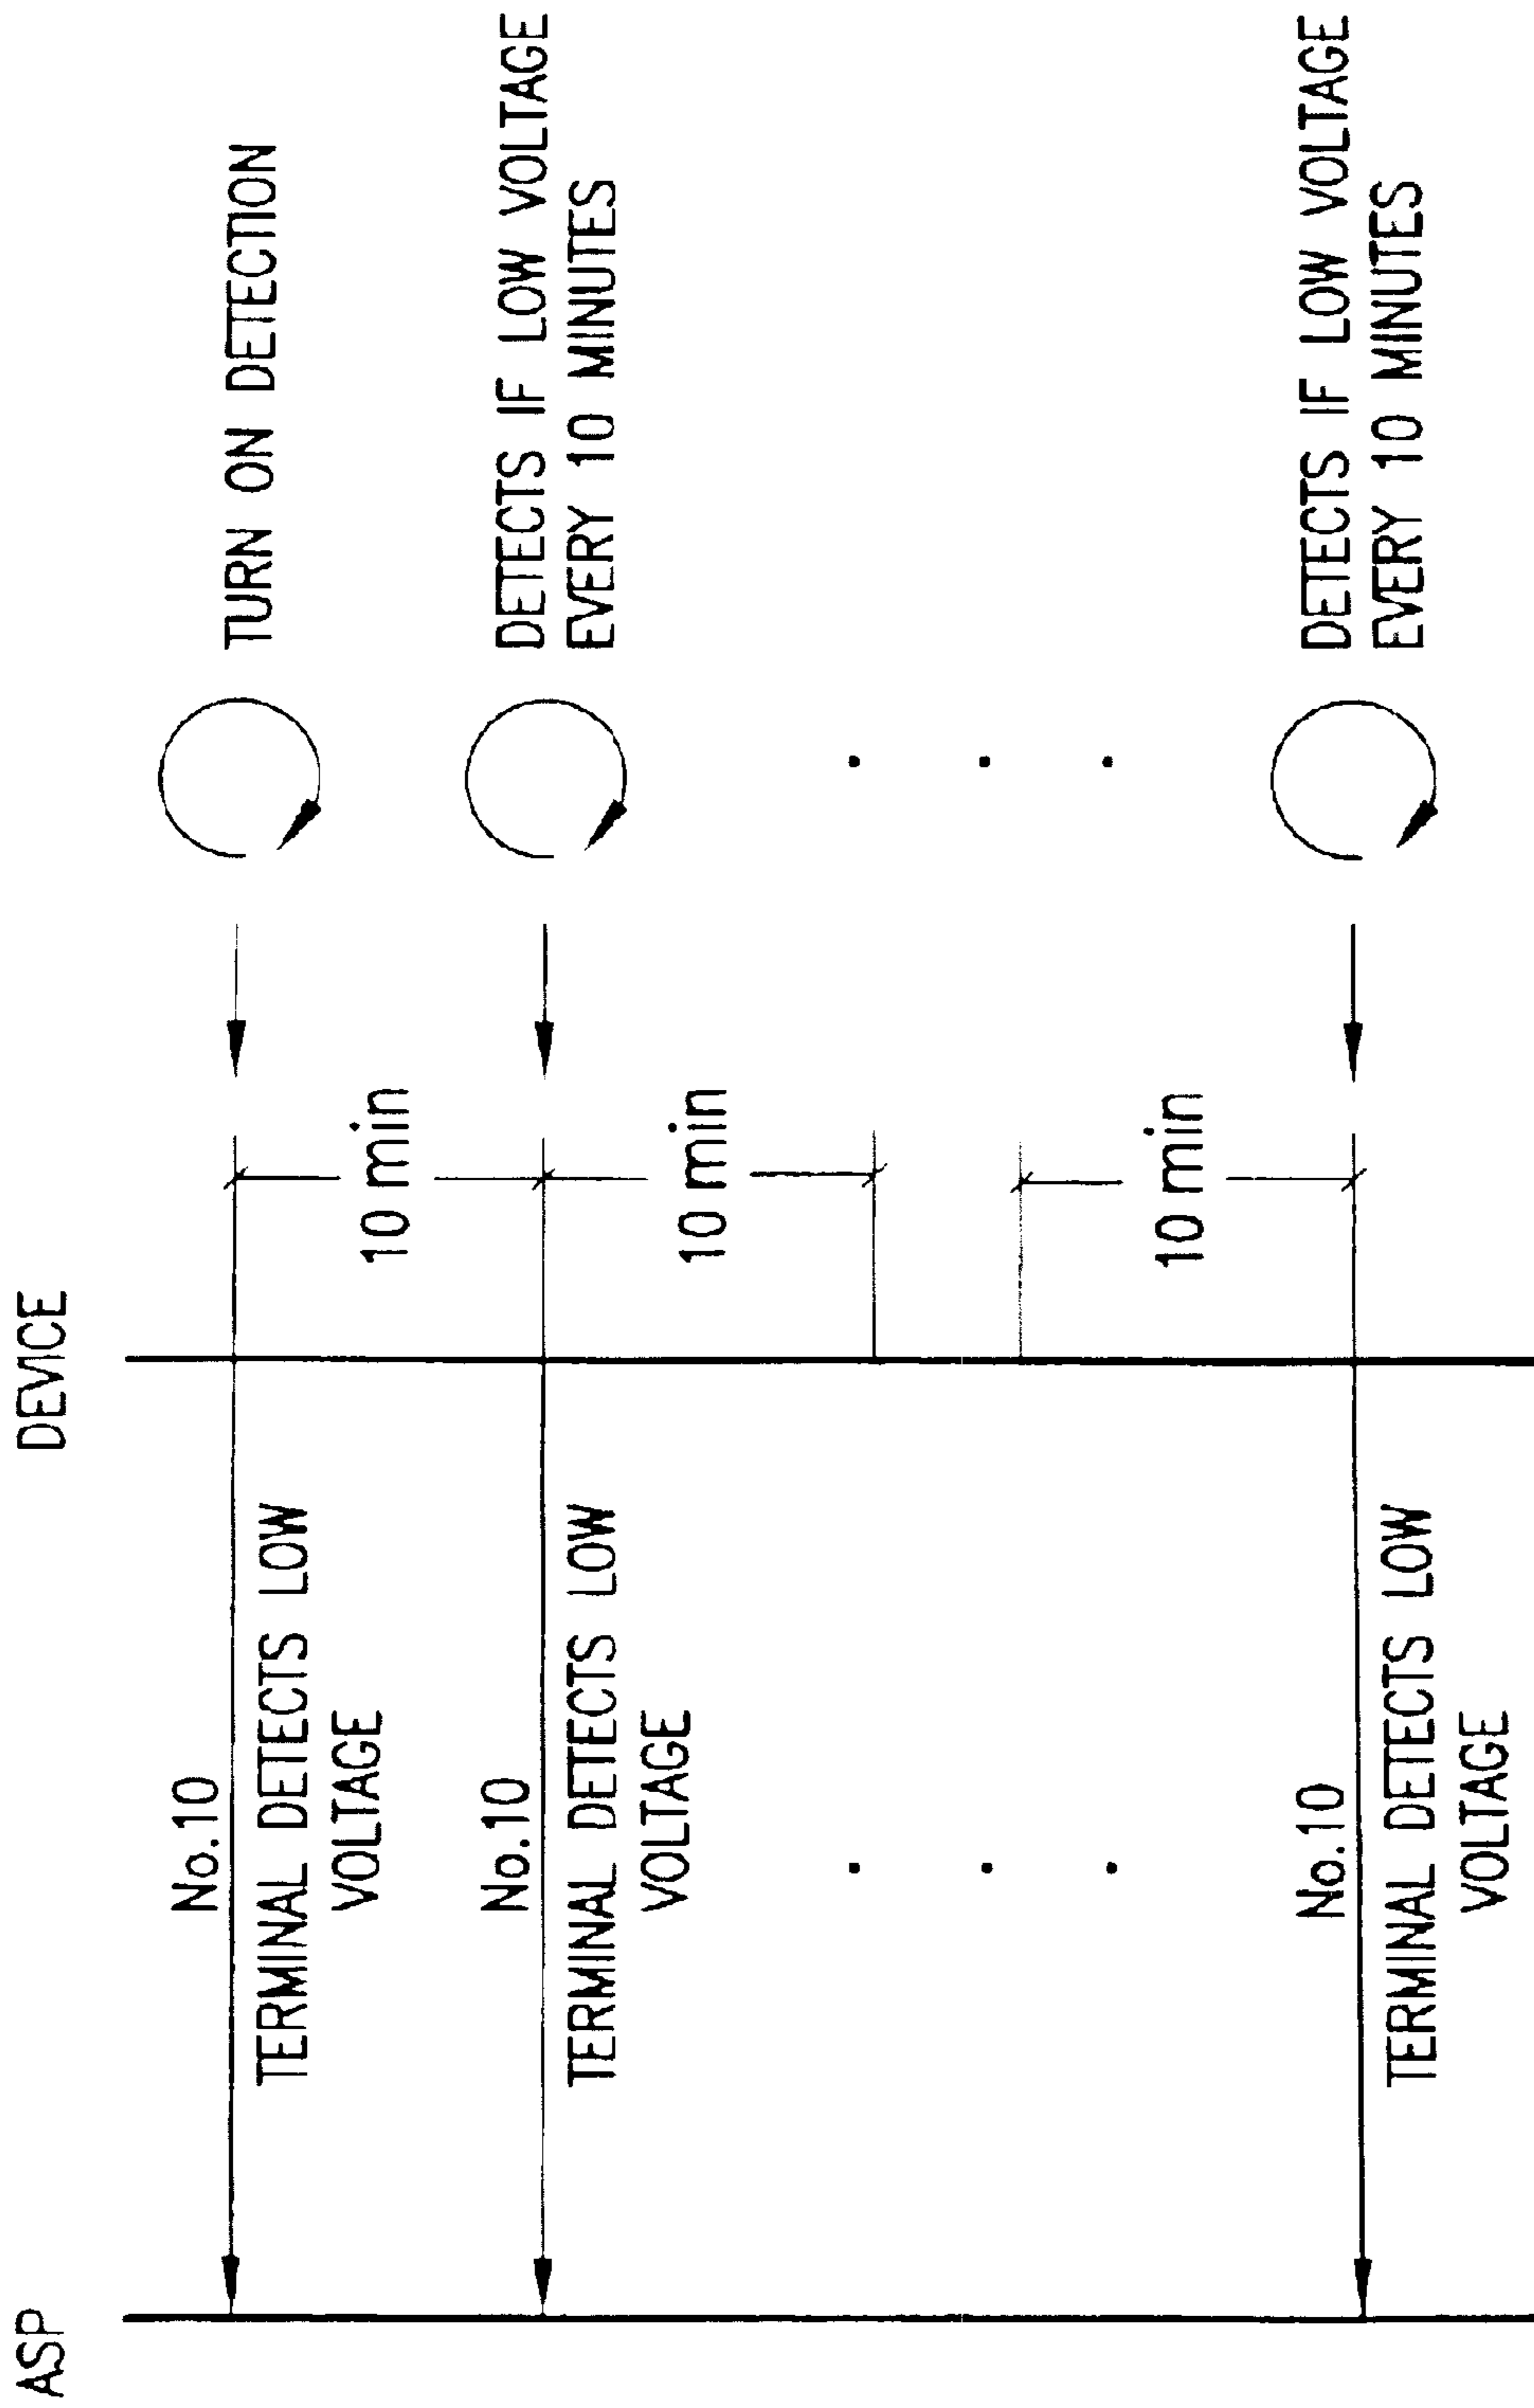 ASP
DEVICE
No.10
TERMINAL DETECTS LOW
VOLTAGE
TURN ON DETECTION
10 min
No.10
TERMINAL DETECTS LOW
VOLTAGE
DETECTS IF LOW VOLTAGE
EVERY 10 MINUTES
10 min
10 min
No.10
TERMINAL DETECTS LOW
VOLTAGE
DETECTS IF LOW VOLTAGE
EVERY 10 MINUTES